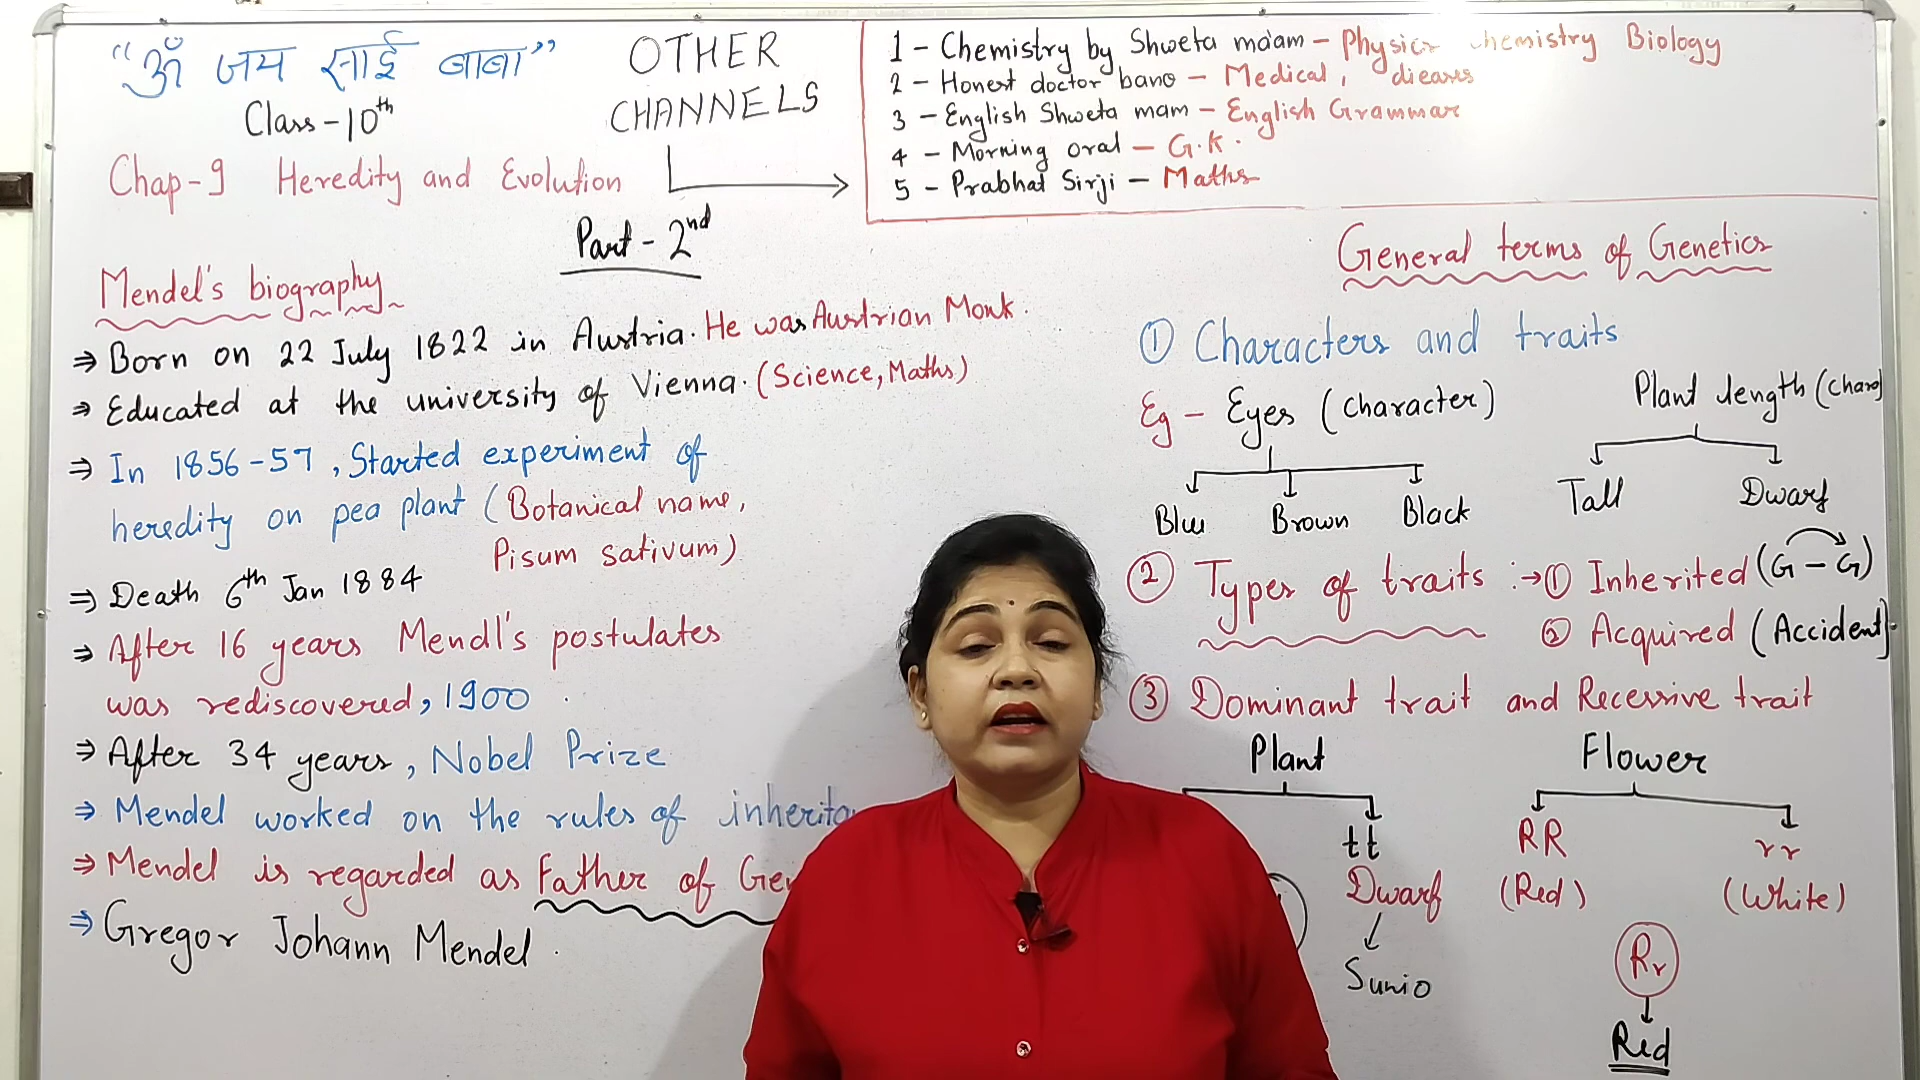 “ॐ जय साईं बाबा”
Class-10th
Chap-9 Heredity and Evolution
OTHER
CHANNELS
1 - Chemistry by Shweta ma'am - Physics Chemistry Biology
2 - Honest doctor bano - Medical, dieases
3 - English Shweta mam - English Grammar
4 - Morning oral - G.K.
5 - Prabhat Sirji - Maths
Part - 2nd
Mendel's biography
⇒ Born on 22 July 1822 in Austria. He was Austrian Monk.
⇒ Educated at the university of Vienna. (Science, Maths)
⇒ In 1856-57, Started experiment of
heredity on pea plant (Botanical name,
Pisum sativum)
⇒ Death 6th Jan 1884
⇒ After 16 years Mendl's postulates
was rediscovered, 1900
⇒ After 34 years, Nobel Prize
⇒ Mendel worked on the rules of inherita
⇒ Mendel is regarded as Father of Gen
⇒ Gregor Johann Mendel.
General terms of Genetics
① Characters and traits
Eg - Eyes (character)
Blue Brown Black
Plant length (char)
Tall Dwarf
② Types of traits :→ ① Inherited (G - G)
② Acquired (Accident)
③ Dominant trait and Recessive trait
Plant
tt
Dwarf
Flower
RR rr
(Red) (White)
Rr
Red